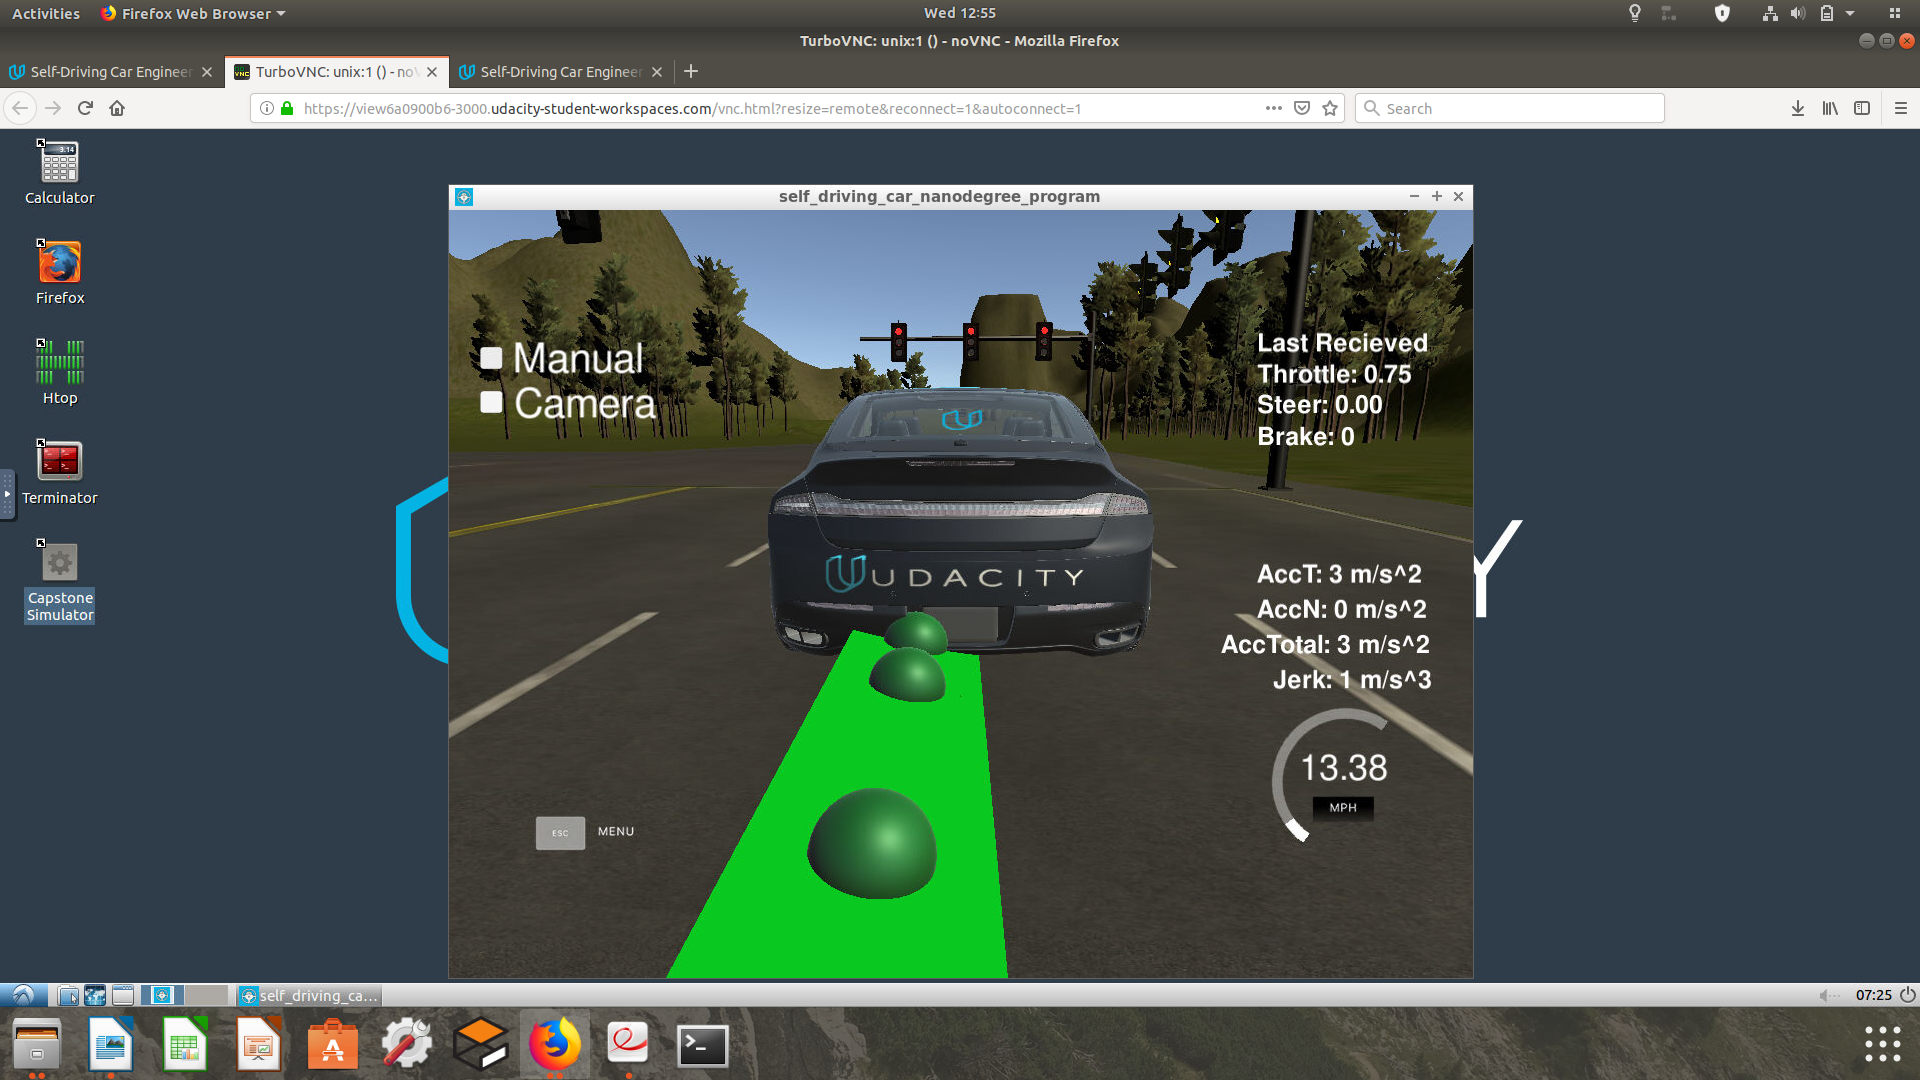 Activities
Firefox Web Browser
Wed 12:55
TurboVNC: unix:1 () - noVNC - Mozilla Firefox
Self-Driving Car Engineer
TurboVNC: unix:1 () - noV
Self-Driving Car Engineer
https://view6a0900b6-3000.udacity-student-workspaces.com/vnc.html?resize=remote&reconnect=1&autoconnect=1
Search
3.14
Calculator
Firefox
Htop
Terminator
Capstone
Simulator
self_driving_car_nanodegree_program
Manual
Camera
Last Recieved
Throttle: 0.75
Steer: 0.00
Brake: 0
UDACITY
Y
AccT: 3 m/s^2
AccN: 0 m/s^2
AccTotal: 3 m/s^2
Jerk: 1 m/s^3
13.38
MPH
ESC
MENU
self_driving_ca...
07:25